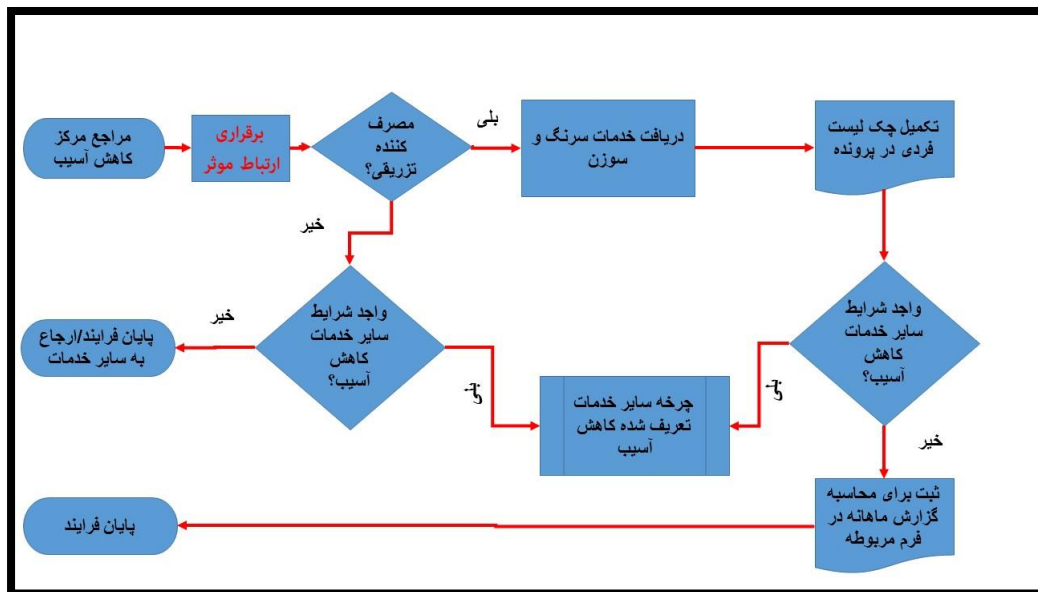 مراجع مرکز
کاهش آسیب
برقراری
ارتباط موثر
مصرف
کننده
تزریقی؟
بلی
دریافت خدمات سرنگ و
سوزن
تکمیل چک لیست
فردی در پرونده
خیر
واجد شرایط
سایر خدمات
کاهش
آسیب؟
خیر
پایان فرایند/ارجاع
به سایر خدمات
بلی
چرخه سایر خدمات
تعریف شده کاهش
آسیب
بلی
واجد شرایط
سایر خدمات
کاهش
آسیب؟
خیر
ثبت برای محاسبه
گزارش ماهانه در
فرم مربوطه
پایان فرایند